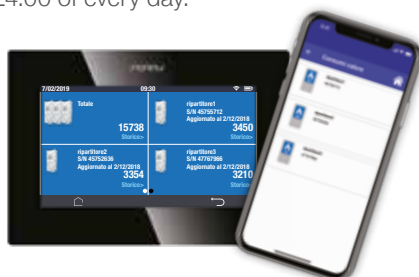 24:00 of every day.
7/02/2019 09:30
Totale
15738
Storico>
ripartitore1
S/N 45755712
Aggiornato al 2/12/2018
3450
Storico>
ripartitore2
S/N 45752636
Aggiornato al 2/12/2018
3354
Storico>
ripartitore3
S/N 47767966
Aggiornato al 2/12/2018
3210
Storico>
Consumo calore